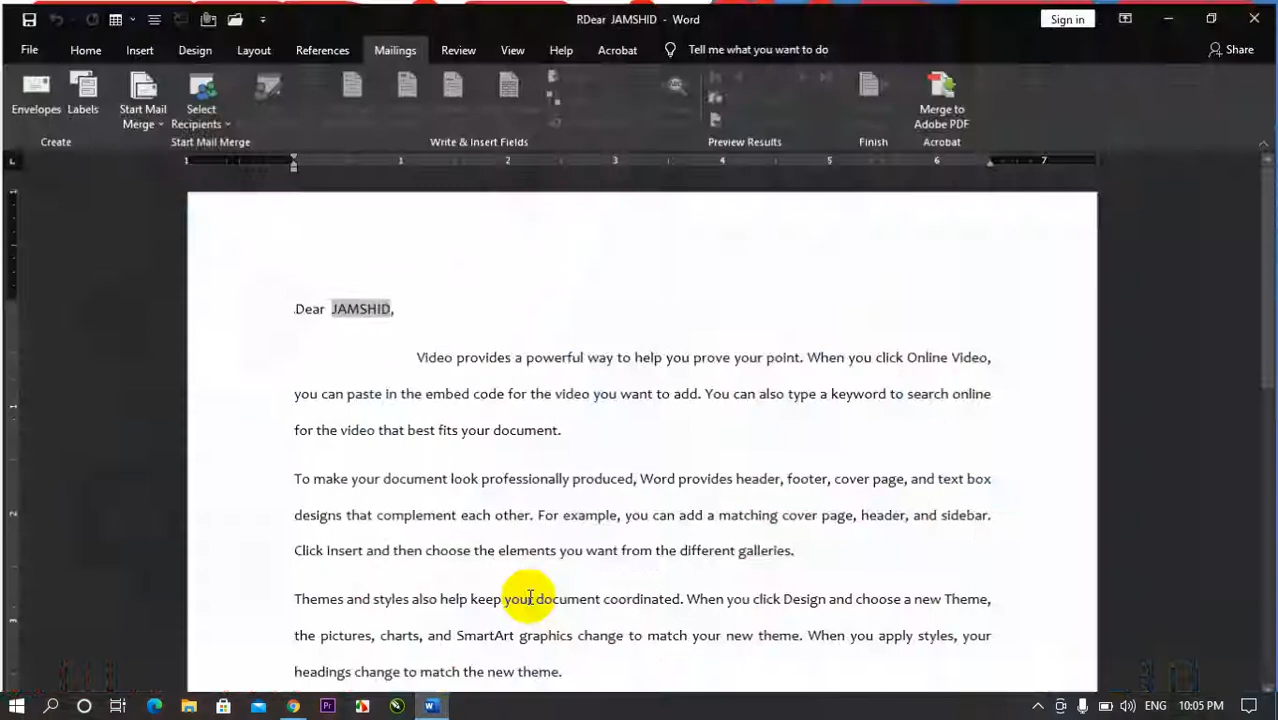 RDear JAMSHID - Word
Sign in
File Home Insert Design Layout References Mailings Review View Help Acrobat Tell me what you want to do Share
Envelopes Labels Start Mail Merge Select Recipients Merge to Adobe PDF
Create Start Mail Merge Write & Insert Fields Preview Results Finish Acrobat
1 1 2 3 4 5 6 7
Dear JAMSHID,
Video provides a powerful way to help you prove your point. When you click Online Video,
you can paste in the embed code for the video you want to add. You can also type a keyword to search online
for the video that best fits your document.
To make your document look professionally produced, Word provides header, footer, cover page, and text box
designs that complement each other. For example, you can add a matching cover page, header, and sidebar.
Click Insert and then choose the elements you want from the different galleries.
Themes and styles also help keep your document coordinated. When you click Design and choose a new Theme,
the pictures, charts, and SmartArt graphics change to match your new theme. When you apply styles, your
headings change to match the new theme.
ENG 10:05 PM